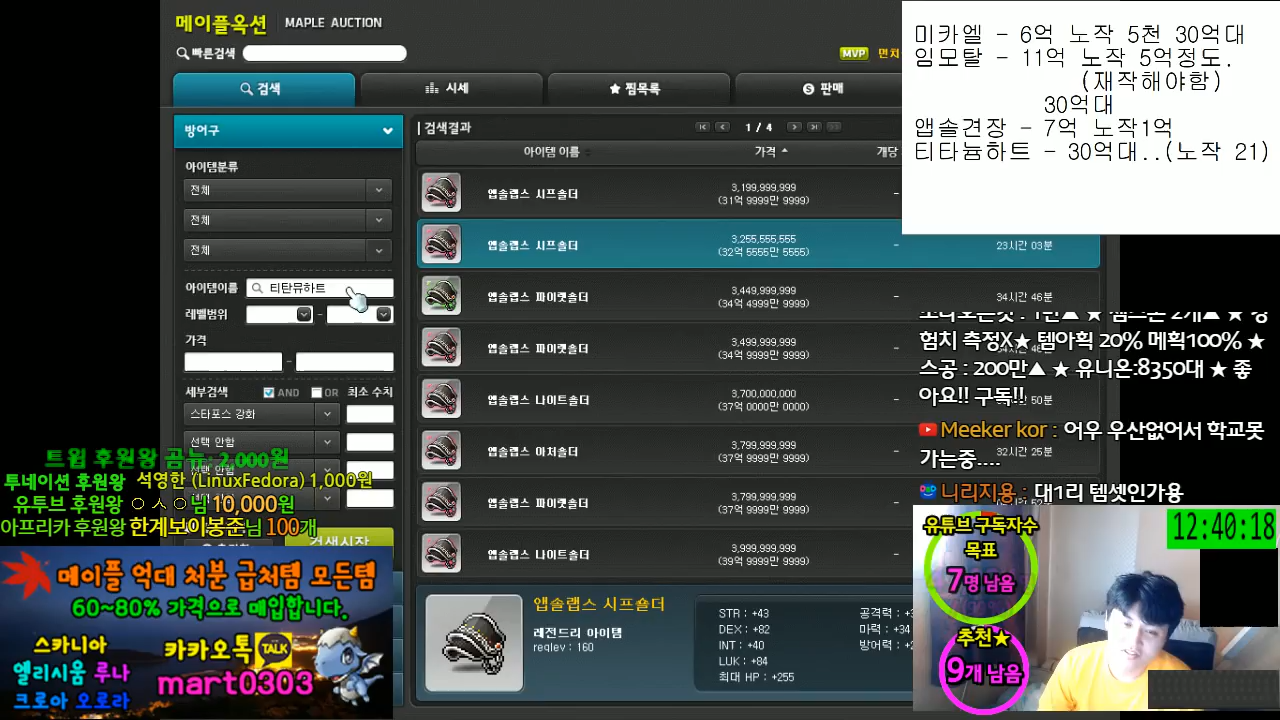 메이플옥션 MAPLE AUCTION
빠른검색
MVP 먼치
검색 시세 찜목록 판매
방어구
아이템분류
전체
전체
전체
아이템이름 티탄뮤하트
레벨범위 -
가격
-
세부검색 AND OR 최소 수치
스타포스 강화
선택 안함
검색결과 1 / 4
아이템 이름 가격 개당
앱솔랩스 시프숄더 3,199,999,999 -
(31억 9999만 9999)
앱솔랩스 시프숄더 3,255,555,555 - 23시간 03분
(32억 5555만 5555)
앱솔랩스 파이렛숄더 3,449,999,999 - 34시간 46분
(34억 4999만 9999)
앱솔랩스 파이렛숄더 3,499,999,999 -
(34억 9999만 9999)
앱솔랩스 나이트숄더 3,700,000,000 -
(37억 0000만 0000)
앱솔랩스 아처숄더 3,799,999,999 - 32시간 25분
(37억 9999만 9999)
앱솔랩스 파이렛숄더 3,799,999,999 -
(37억 9999만 9999)
앱솔랩스 나이트숄더 3,999,999,999 -
(39억 9999만 9999)
앱솔랩스 시프숄더
레전드리 아이템
reqlev : 160
STR : +43
DEX : +82
INT : +40
LUK : +84
최대 HP : +255
공격력 :
마력 : +34
방어력 :
미카엘 - 6억 노작 5천 30억대
임모탈 - 11억 노작 5억정도.
(재작해야함)
30억대
앱솔견장 - 7억 노작1억
티타늄하트 - 30억대..(노작 21)
험치 측정X★ 템아획 20% 메획100% ★
스공 : 200만▲ ★ 유니온:8350대 ★ 좋
아요!! 구독!!
Meeker kor : 어우 우산없어서 학교못
가는중....
니리지용 : 대1리 템셋인가용
트윕 후원왕 곰뉴: 2,000원
투네이션 후원왕 석영한 (LinuxFedora) 1,000원
유투브 후원왕 ㅇㅅㅇ님 10,000원
아프리카 후원왕 한계보이봉준님 100개
메이플 억대 처분 급처템 모든템
60~80% 가격으로 매입합니다.
스카니아
엘리시움 루나
크로아 오로라
카카오톡 TALK
mart0303
유튜브 구독자수
목표
7명 남음
추천★
9개 남음
12:40:18